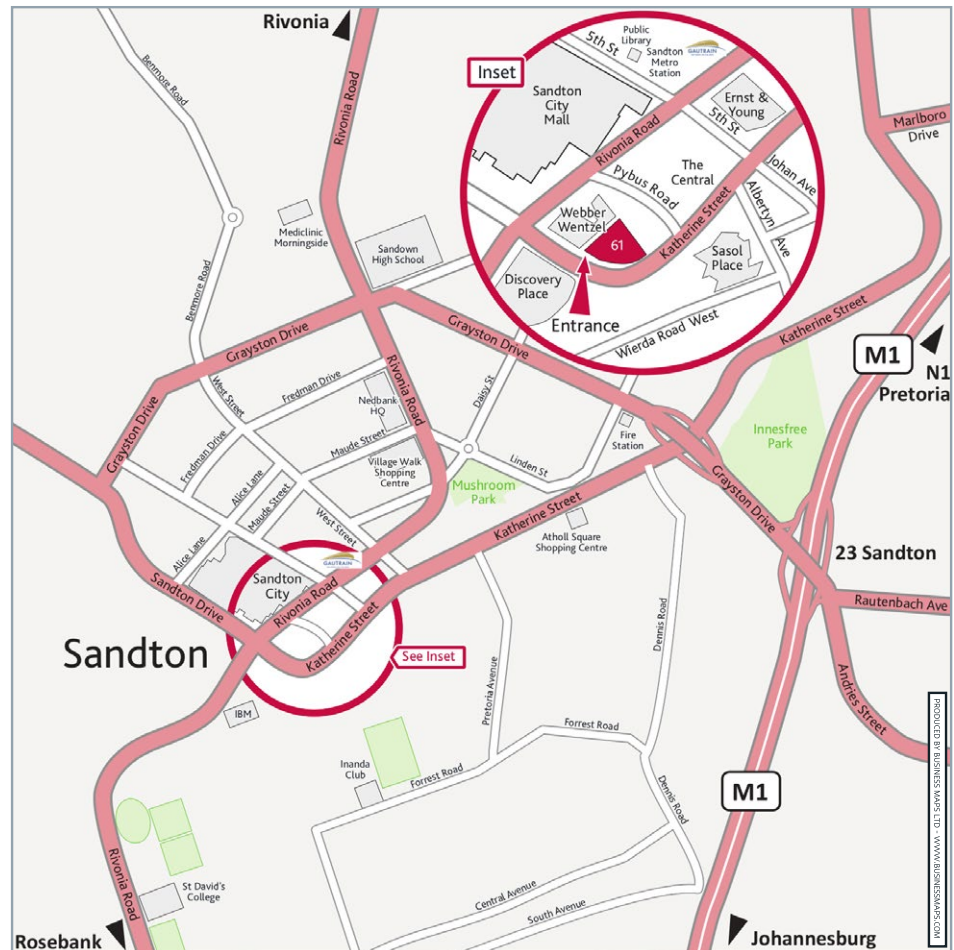 Rivonia
Benmore Road
Rivonia Road
Inset
5th St
Public
Library
Sandton
Metro
Station
GAUTRAIN
Sandton
City
Mall
Rivonia Road
Ernst &
Young
5th St
Johan Ave
The
Central
Pybus Road
Albertyn
Ave
Webber
Wentzel
61
Katherine Street
Sasol
Place
Discovery
Place
Entrance
Wierda Road West
Marlboro
Drive
Mediclinic
Morningside
Sandown
High School
Benmore Road
Grayston Drive
Grayston Drive
Katherine Street
M1
N1
Pretoria
West Street
Fredman Drive
Nedbank
HQ
Rivonia Road
Daisy St
Fire
Station
Innesfree
Park
Grayston Drive
Fredman Drive
Maude Street
Village Walk
Shopping
Centre
Linden St
Mushroom
Park
Grayston Drive
Alice Lane
Maude Street
West Street
Katherine Street
Atholl Square
Shopping Centre
23 Sandton
Alice Lane
GAUTRAIN
Sandton
City
Rivonia Road
Sandton Drive
Katherine Street
Rautenbach Ave
Sandton
See Inset
Dennis Road
Pretoria Avenue
Andries Street
IBM
Forrest Road
Inanda
Club
Forrest Road
M1
Dennis Road
Rivonia Road
St David's
College
Central Avenue
South Avenue
Rosebank
Johannesburg
PRODUCED BY BUSINESS MAPS LTD - WWW.BUSINESSMAPS.COM